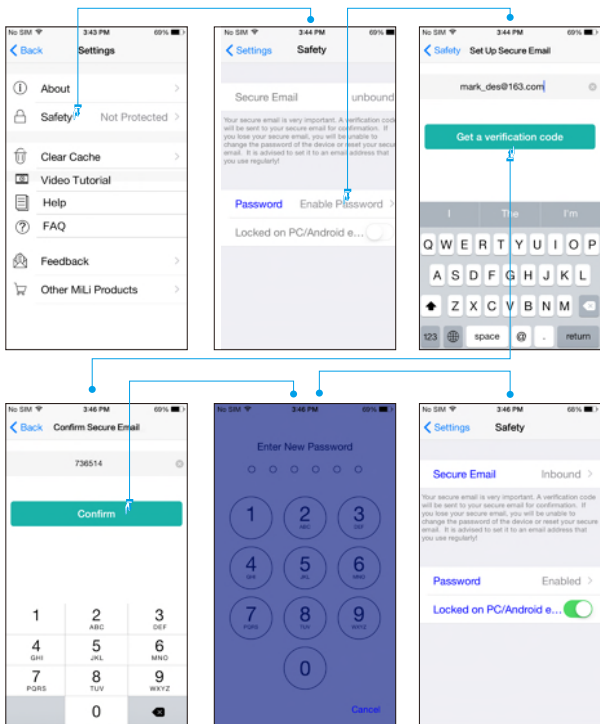 No SIM 3:43 PM 69%
Back Settings
About
Safety Not Protected
Clear Cache
Video Tutorial
Help
FAQ
Feedback
Other MiLi Products
No SIM 3:44 PM 69%
Settings Safety
Secure Email unbound
Your secure email is very important. A verification code
will be sent to your secure email for confirmation. If
you lose your secure email, you will be unable to
change the password of the device or reset your secure
email. It is advised to set it to an email address that
you use regularly!
Password Enable Password
Locked on PC/Android e...
No SIM 3:44 PM 69%
Safety Set Up Secure Email
mark_des@163.com
Get a verification code
I The I'm
Q W E R T Y U I O P
A S D F G H J K L
Z X C V B N M
123 space @ . return
No SIM 3:46 PM 69%
Back Confirm Secure Email
736514
Confirm
1 2 3
ABC DEF
4 5 6
GHI JKL MNO
7 8 9
PQRS TUV WXYZ
0
No SIM 3:46 PM 69%
Enter New Password
1 2 3
ABC DEF
4 5 6
GHI JKL MNO
7 8 9
PQRS TUV WXYZ
0
Cancel
No SIM 3:46 PM 68%
Settings Safety
Secure Email Inbound
Your secure email is very important. A verification code
will be sent to your secure email for confirmation. If
you lose your secure email, you will be unable to
change the password of the device or reset your secure
email. It is advised to set it to an email address that
you use regularly!
Password Enabled
Locked on PC/Android e...